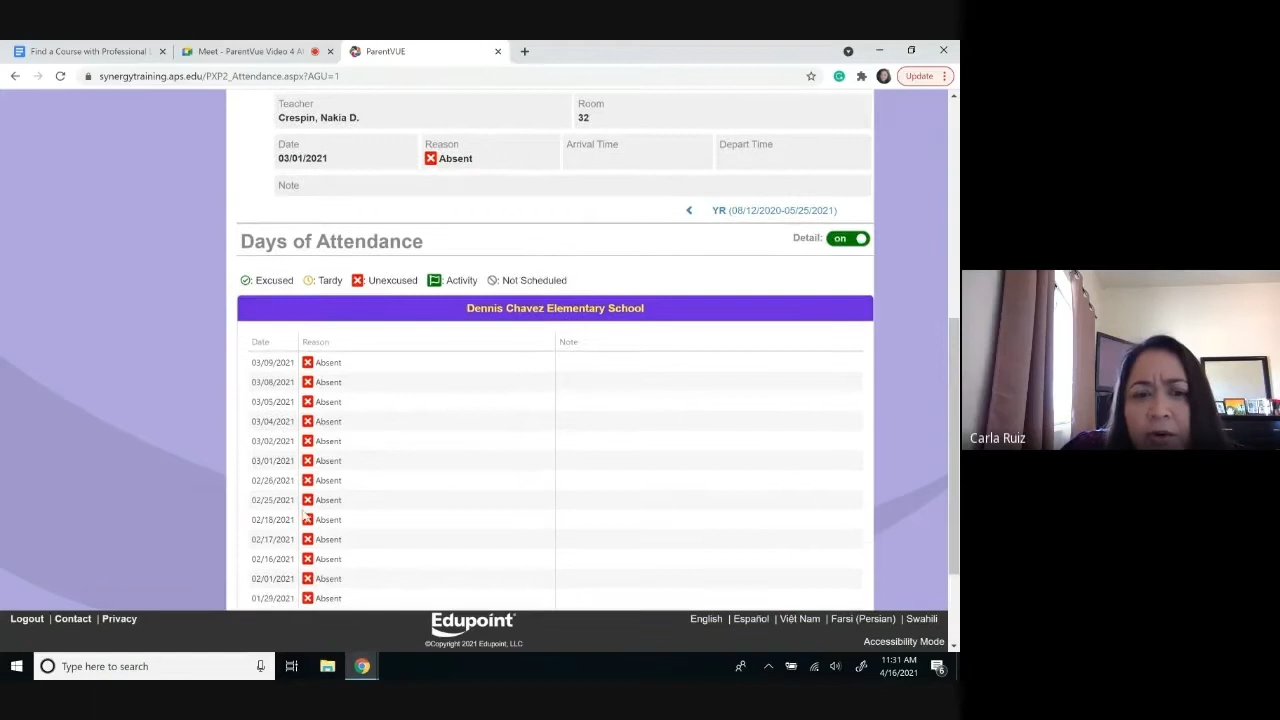 Find a Course with Professional
Meet - ParentVue Video 4 At
ParentVUE
synergytraining.aps.edu/PXP2_Attendance.aspx?AGU=1
Update
Teacher
Crespin, Nakia D.
Room
32
Date
03/01/2021
Reason
Absent
Arrival Time
Depart Time
Note
YR (08/12/2020-05/25/2021)
Days of Attendance
Detail: on
: Excused : Tardy : Unexcused : Activity : Not Scheduled
Dennis Chavez Elementary School
Date Reason Note
03/09/2021 Absent
03/08/2021 Absent
03/05/2021 Absent
03/04/2021 Absent
03/02/2021 Absent
03/01/2021 Absent
02/26/2021 Absent
02/25/2021 Absent
02/18/2021 Absent
02/17/2021 Absent
02/16/2021 Absent
02/01/2021 Absent
01/29/2021 Absent
Logout | Contact | Privacy
Edupoint
©Copyright 2021 Edupoint, LLC
English | Español | Việt Nam | Farsi (Persian) | Swahili
Accessibility Mode
Type here to search
11:31 AM
4/16/2021
6
Carla Ruiz